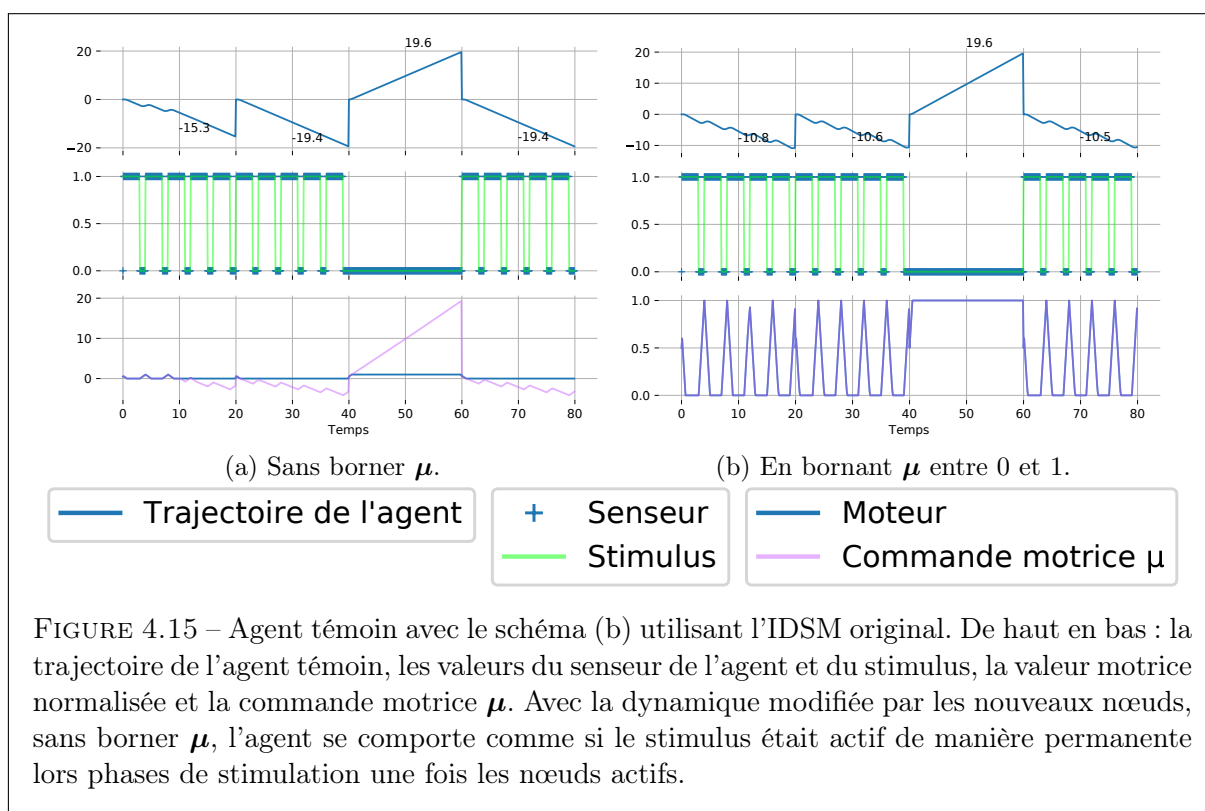 19.6
20
0
−20
-15.3
-19.4
-19.4
1.0
0.5
0.0
20
10
0
0 10 20 30 40 50 60 70 80
Temps
(a) Sans borner μ.
19.6
20
10
0
−10
-10.8
-10.6
-10.5
1.0
0.5
0.0
1.0
0.5
0.0
0 10 20 30 40 50 60 70 80
Temps
(b) En bornant μ entre 0 et 1.
Trajectoire de l'agent
Senseur
Stimulus
Moteur
Commande motrice μ
FIGURE 4.15 – Agent témoin avec le schéma (b) utilisant l'IDSM original. De haut en bas : la
trajectoire de l'agent témoin, les valeurs du senseur de l'agent et du stimulus, la valeur motrice
normalisée et la commande motrice μ. Avec la dynamique modifiée par les nouveaux nœuds,
sans borner μ, l'agent se comporte comme si le stimulus était actif de manière permanente
lors phases de stimulation une fois les nœuds actifs.